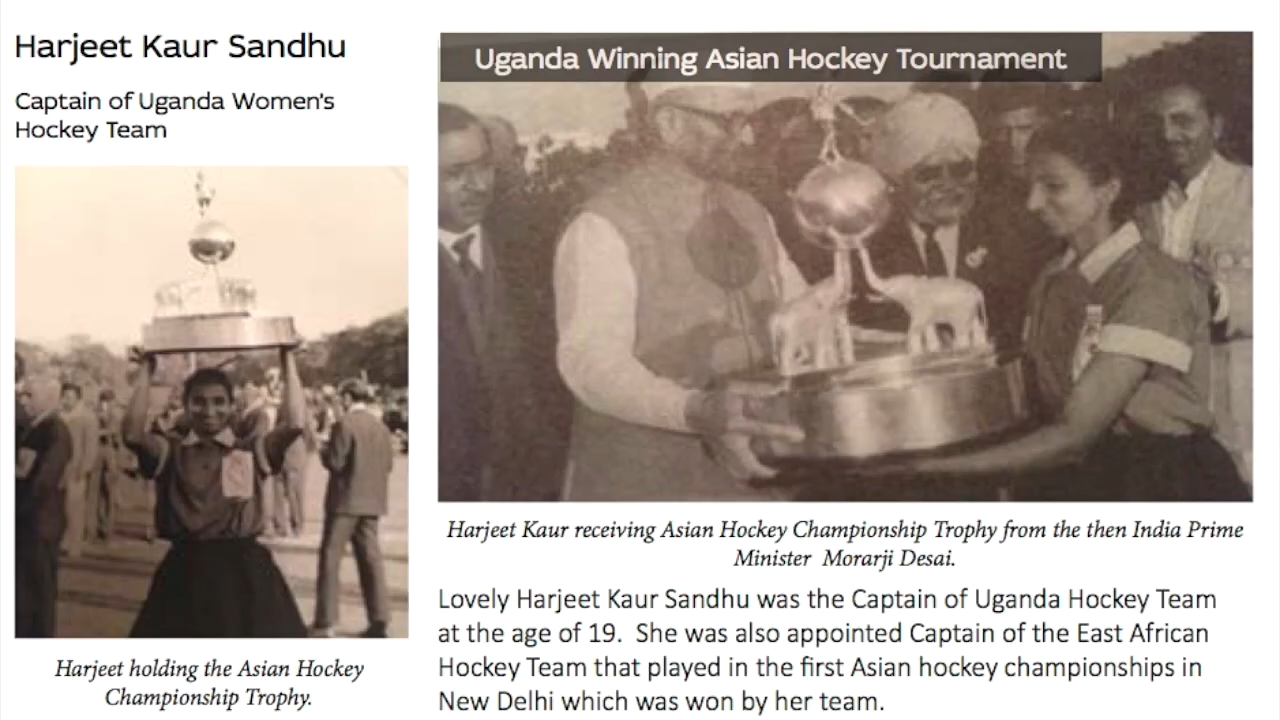 Harjeet Kaur Sandhu
Captain of Uganda Women's
Hockey Team
Harjeet holding the Asian Hockey
Championship Trophy.
Uganda Winning Asian Hockey Tournament
Harjeet Kaur receiving Asian Hockey Championship Trophy from the then India Prime
Minister Morarji Desai.
Lovely Harjeet Kaur Sandhu was the Captain of Uganda Hockey Team
at the age of 19. She was also appointed Captain of the East African
Hockey Team that played in the first Asian hockey championships in
New Delhi which was won by her team.